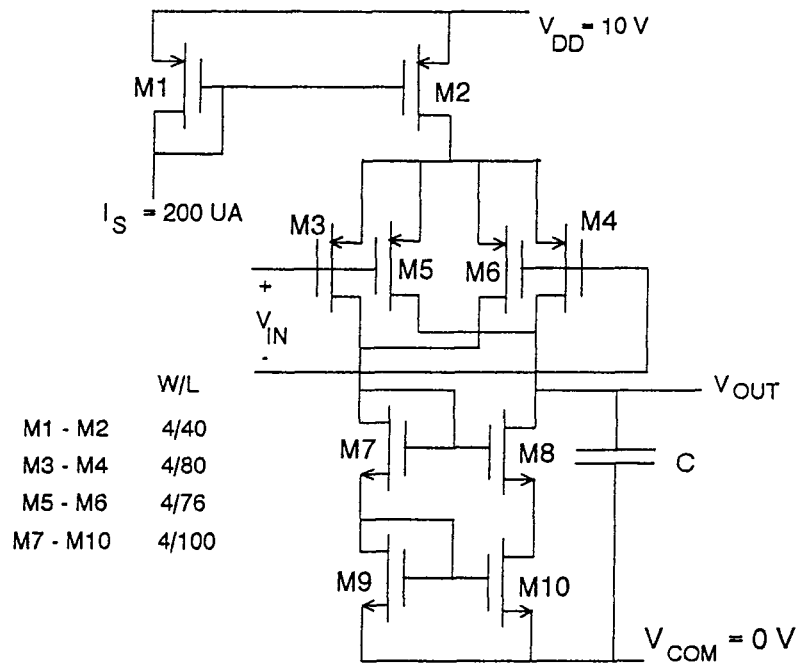 V_DD = 10 V
M1
M2
I_S = 200 UA
M3
M4
M5
M6
+
V_IN
-
W/L
V_OUT
M1 - M2 4/40
M3 - M4 4/80
M5 - M6 4/76
M7 - M10 4/100
M7
M8
C
M9
M10
V_COM = 0 V